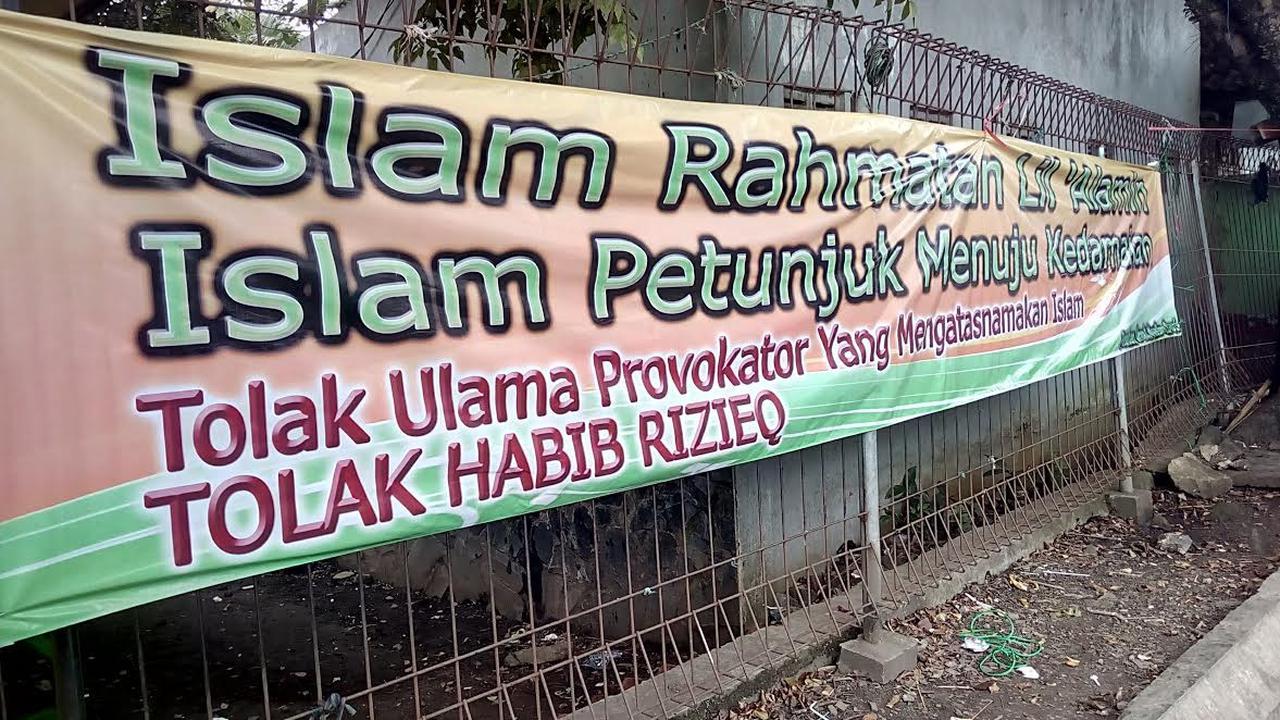 Islam Rahmatan Lil 'Alamin
Islam Petunjuk Menuju Kedamaian
Tolak Ulama Provokator Yang Mengatasnamakan Islam
TOLAK HABIB RIZIEQ